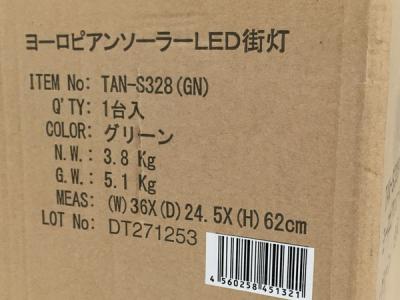 ヨーロピアンソーラーLED街灯
ITEM No: TAN-S328(GN)
Q'TY: 1台入
COLOR: グリーン
N.W.: 3.8 Kg
G.W.: 5.1 Kg
MEAS: (W)36X(D)24.5X(H)62cm
LOT No: DT271253
4560258451321